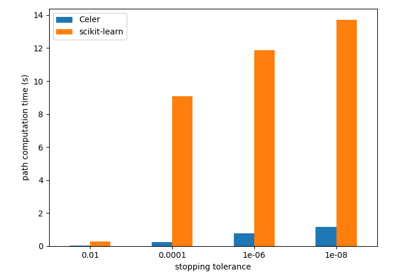 Celer
scikit-learn
path computation time (s)
14
12
10
8
6
4
2
0
0.01 0.0001 1e-06 1e-08
stopping tolerance